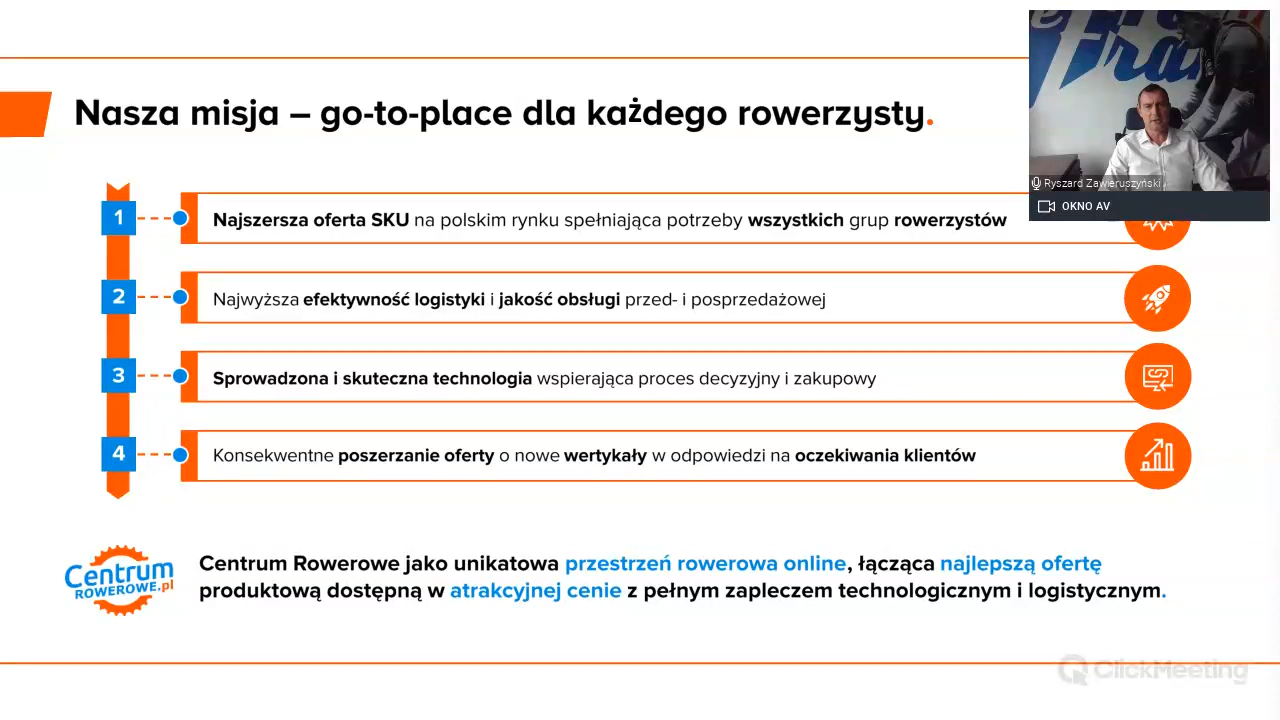 Nasza misja – go-to-place dla każdego rowerzysty.
Ryszard Zawieruszyński
OKNO AV
1
Najszersza oferta SKU na polskim rynku spełniająca potrzeby wszystkich grup rowerzystów
2
Najwyższa efektywność logistyki i jakość obsługi przed- i posprzedażowej
3
Sprowadzona i skuteczna technologia wspierająca proces decyzyjny i zakupowy
4
Konsekwentne poszerzanie oferty o nowe wertykały w odpowiedzi na oczekiwania klientów
Centrum
ROWEROWE.pl
Centrum Rowerowe jako unikatowa przestrzeń rowerowa online, łącząca najlepszą ofertę
produktową dostępną w atrakcyjnej cenie z pełnym zapleczem technologicznym i logistycznym.
ClickMeeting